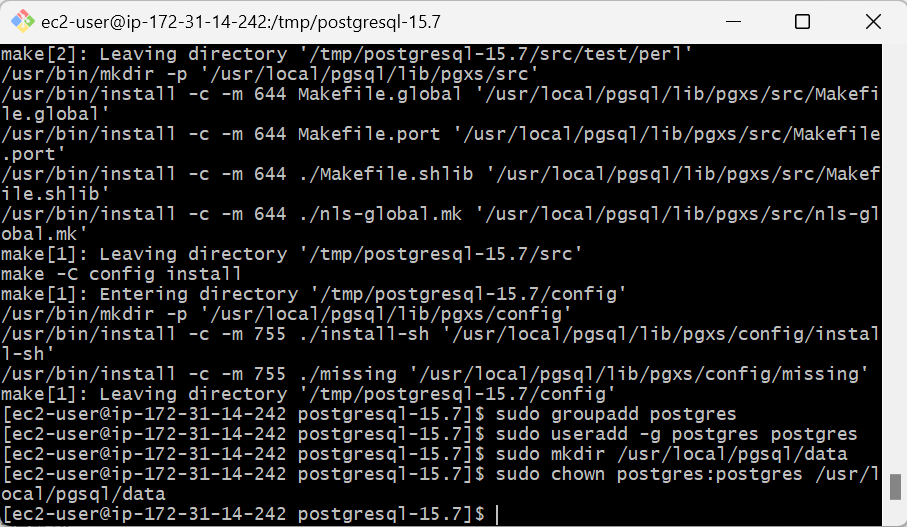 ec2-user@ip-172-31-14-242:/tmp/postgresql-15.7
make[2]: Leaving directory '/tmp/postgresql-15.7/src/test/perl'
/usr/bin/mkdir -p '/usr/local/pgsql/lib/pgxs/src'
/usr/bin/install -c -m 644 Makefile.global '/usr/local/pgsql/lib/pgxs/src/Makefi
le.global'
/usr/bin/install -c -m 644 Makefile.port '/usr/local/pgsql/lib/pgxs/src/Makefile
.port'
/usr/bin/install -c -m 644 ./Makefile.shlib '/usr/local/pgsql/lib/pgxs/src/Makef
ile.shlib'
/usr/bin/install -c -m 644 ./nls-global.mk '/usr/local/pgsql/lib/pgxs/src/nls-gl
obal.mk'
make[1]: Leaving directory '/tmp/postgresql-15.7/src'
make -C config install
make[1]: Entering directory '/tmp/postgresql-15.7/config'
/usr/bin/mkdir -p '/usr/local/pgsql/lib/pgxs/config'
/usr/bin/install -c -m 755 ./install-sh '/usr/local/pgsql/lib/pgxs/config/instal
l-sh'
/usr/bin/install -c -m 755 ./missing '/usr/local/pgsql/lib/pgxs/config/missing'
make[1]: Leaving directory '/tmp/postgresql-15.7/config'
[ec2-user@ip-172-31-14-242 postgresql-15.7]$ sudo groupadd postgres
[ec2-user@ip-172-31-14-242 postgresql-15.7]$ sudo useradd -g postgres postgres
[ec2-user@ip-172-31-14-242 postgresql-15.7]$ sudo mkdir /usr/local/pgsql/data
[ec2-user@ip-172-31-14-242 postgresql-15.7]$ sudo chown postgres:postgres /usr/l
ocal/pgsql/data
[ec2-user@ip-172-31-14-242 postgresql-15.7]$